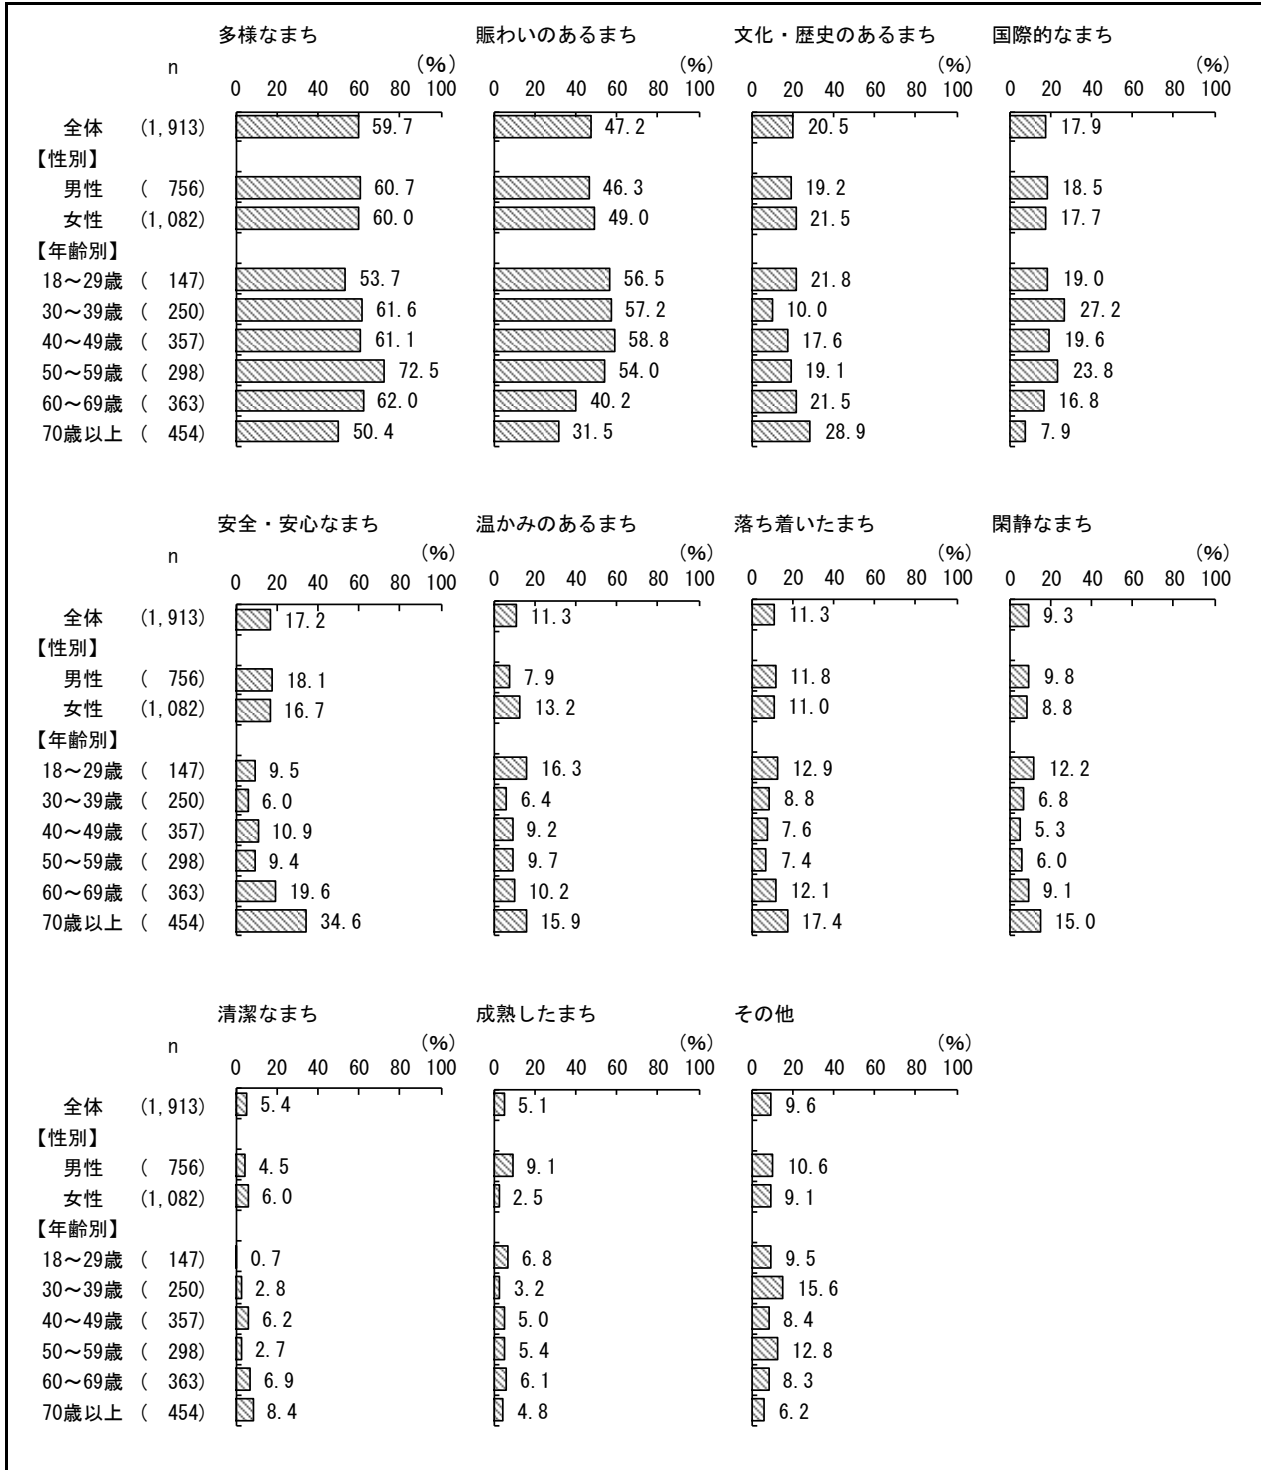 多様なまち　賑わいのあるまち　文化・歴史のあるまち　国際的なまち
n　(%)　(%)　(%)　(%)
0 20 40 60 80 100　0 20 40 60 80 100　0 20 40 60 80 100　0 20 40 60 80 100
全体 (1,913) 59.7 47.2 20.5 17.9
【性別】
男性 ( 756) 60.7 46.3 19.2 18.5
女性 (1,082) 60.0 49.0 21.5 17.7
【年齢別】
18～29歳 ( 147) 53.7 56.5 21.8 19.0
30～39歳 ( 250) 61.6 57.2 10.0 27.2
40～49歳 ( 357) 61.1 58.8 17.6 19.6
50～59歳 ( 298) 72.5 54.0 19.1 23.8
60～69歳 ( 363) 62.0 40.2 21.5 16.8
70歳以上 ( 454) 50.4 31.5 28.9 7.9
安全・安心なまち　温かみのあるまち　落ち着いたまち　閑静なまち
n　(%)　(%)　(%)　(%)
0 20 40 60 80 100　0 20 40 60 80 100　0 20 40 60 80 100　0 20 40 60 80 100
全体 (1,913) 17.2 11.3 11.3 9.3
【性別】
男性 ( 756) 18.1 7.9 11.8 9.8
女性 (1,082) 16.7 13.2 11.0 8.8
【年齢別】
18～29歳 ( 147) 9.5 16.3 12.9 12.2
30～39歳 ( 250) 6.0 6.4 8.8 6.8
40～49歳 ( 357) 10.9 9.2 7.6 5.3
50～59歳 ( 298) 9.4 9.7 7.4 6.0
60～69歳 ( 363) 19.6 10.2 12.1 9.1
70歳以上 ( 454) 34.6 15.9 17.4 15.0
清潔なまち　成熟したまち　その他
n　(%)　(%)　(%)
0 20 40 60 80 100　0 20 40 60 80 100　0 20 40 60 80 100
全体 (1,913) 5.4 5.1 9.6
【性別】
男性 ( 756) 4.5 9.1 10.6
女性 (1,082) 6.0 2.5 9.1
【年齢別】
18～29歳 ( 147) 0.7 6.8 9.5
30～39歳 ( 250) 2.8 3.2 15.6
40～49歳 ( 357) 6.2 5.0 8.4
50～59歳 ( 298) 2.7 5.4 12.8
60～69歳 ( 363) 6.9 6.1 8.3
70歳以上 ( 454) 8.4 4.8 6.2